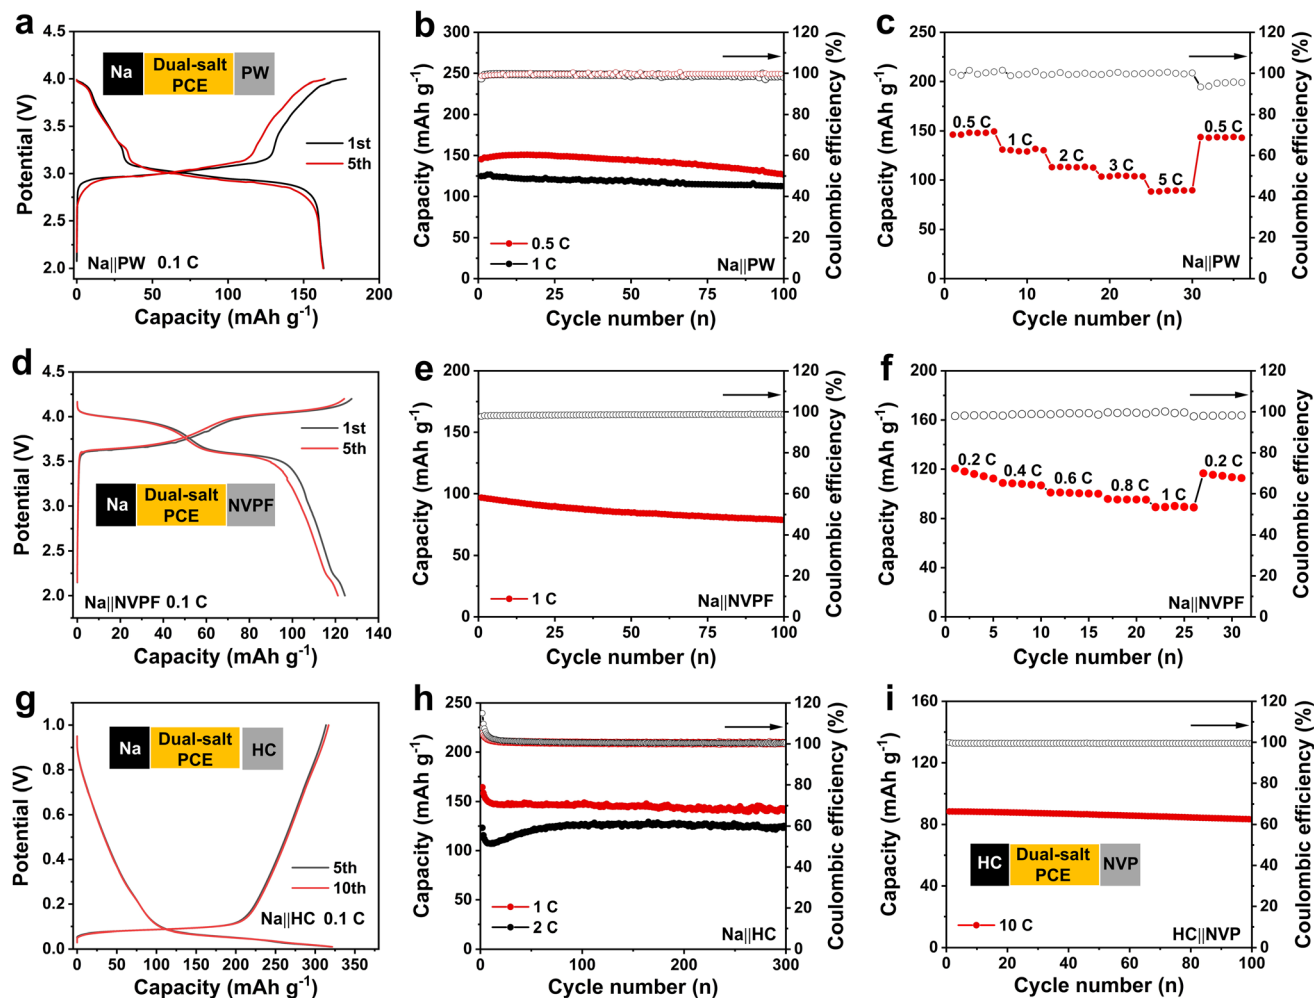 a
4.5
4.0
3.5
3.0
2.5
2.0
Potential (V)
Na
Dual-salt
PCE
PW
1st
5th
Na||PW 0.1 C
0 50 100 150 200
Capacity (mAh g⁻¹)
b
300
250
200
150
100
50
0
Capacity (mAh g⁻¹)
120
100
80
60
40
20
0
Coulombic efficiency (%)
0.5 C
1 C
Na||PW
0 25 50 75 100
Cycle number (n)
c
250
200
150
100
50
0
Capacity (mAh g⁻¹)
120
100
80
60
40
20
0
Coulombic efficiency (%)
0.5 C
1 C
2 C
3 C
5 C
0.5 C
Na||PW
0 10 20 30
Cycle number (n)
d
4.5
4.0
3.5
3.0
2.5
2.0
Potential (V)
1st
5th
Na
Dual-salt
PCE
NVPF
Na||NVPF 0.1 C
0 20 40 60 80 100 120 140
Capacity (mAh g⁻¹)
e
200
175
150
125
100
75
50
25
0
Capacity (mAh g⁻¹)
120
100
80
60
40
20
0
Coulombic efficiency (%)
1 C
Na||NVPF
0 25 50 75 100
Cycle number (n)
f
200
160
120
80
40
0
Capacity (mAh g⁻¹)
120
100
80
60
40
20
0
Coulombic efficiency
0.2 C
0.4 C
0.6 C
0.8 C
1 C
0.2 C
Na||NVPF
0 5 10 15 20 25 30
Cycle number (n)
g
1.0
0.8
0.6
0.4
0.2
0.0
Potential (V)
Na
Dual-salt
PCE
HC
5th
10th
Na||HC 0.1 C
0 50 100 150 200 250 300 350
Capacity (mAh g⁻¹)
h
250
200
150
100
50
0
Capacity (mAh g⁻¹)
120
100
80
60
40
20
0
Coulombic efficiency (%)
1 C
2 C
Na||HC
0 50 100 150 200 250 300
Cycle number (n)
i
160
120
80
40
0
Capacity (mAh g⁻¹)
120
100
80
60
40
20
0
Coulombic efficiency (%)
HC
Dual-salt
PCE
NVP
10 C
HC||NVP
0 20 40 60 80 100
Cycle number (n)